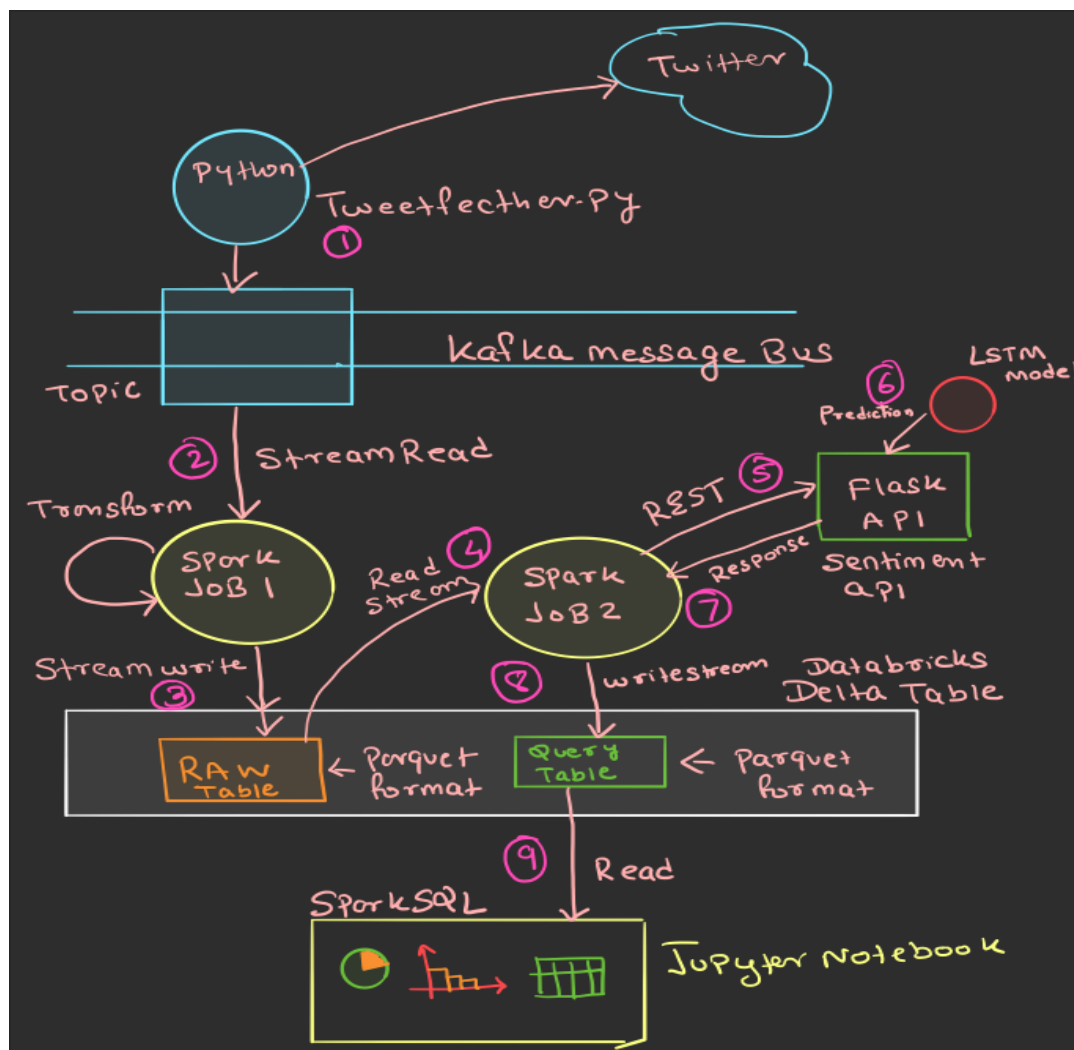 Twitter
Python
Tweetfecther.py
1
Kafka message Bus
Topic
LSTM
model
6
Prediction
2
StreamRead
5
REST
Flask
API
Transform
4
Read
Stream
Response
Spark
JOB 1
Spark
JOB 2
Sentiment
API
7
Stream write
3
8
writestream
Databricks
Delta Table
RAW
Table
Parquet
format
Query
Table
Parquet
format
9
Read
SparkSQL
Jupyter Notebook